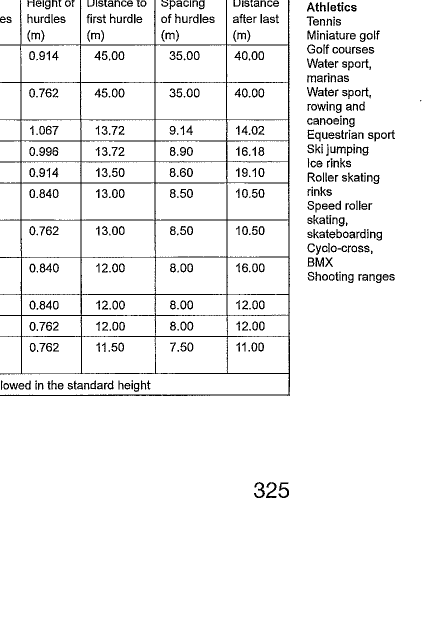 es Height of Distance to Spacing Distance
hurdles first hurdle of hurdles after last
(m) (m) (m) (m)
0.914 45.00 35.00 40.00
0.762 45.00 35.00 40.00
1.067 13.72 9.14 14.02
0.996 13.72 8.90 16.18
0.914 13.50 8.60 19.10
0.840 13.00 8.50 10.50
0.762 13.00 8.50 10.50
0.840 12.00 8.00 16.00
0.840 12.00 8.00 12.00
0.762 12.00 8.00 12.00
0.762 11.50 7.50 11.00
lowed in the standard height
Athletics
Tennis
Miniature golf
Golf courses
Water sport,
marinas
Water sport,
rowing and
canoeing
Equestrian sport
Ski jumping
Ice rinks
Roller skating
rinks
Speed roller
skating,
skateboarding
Cyclo-cross,
BMX
Shooting ranges
325